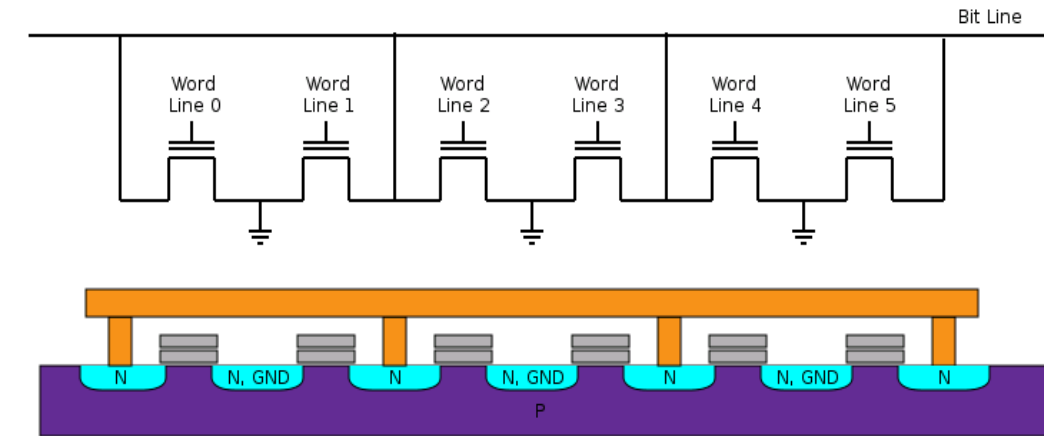 Bit Line
Word
Line 0
Word
Line 1
Word
Line 2
Word
Line 3
Word
Line 4
Word
Line 5
N
N, GND
N
N, GND
N
N, GND
N
P